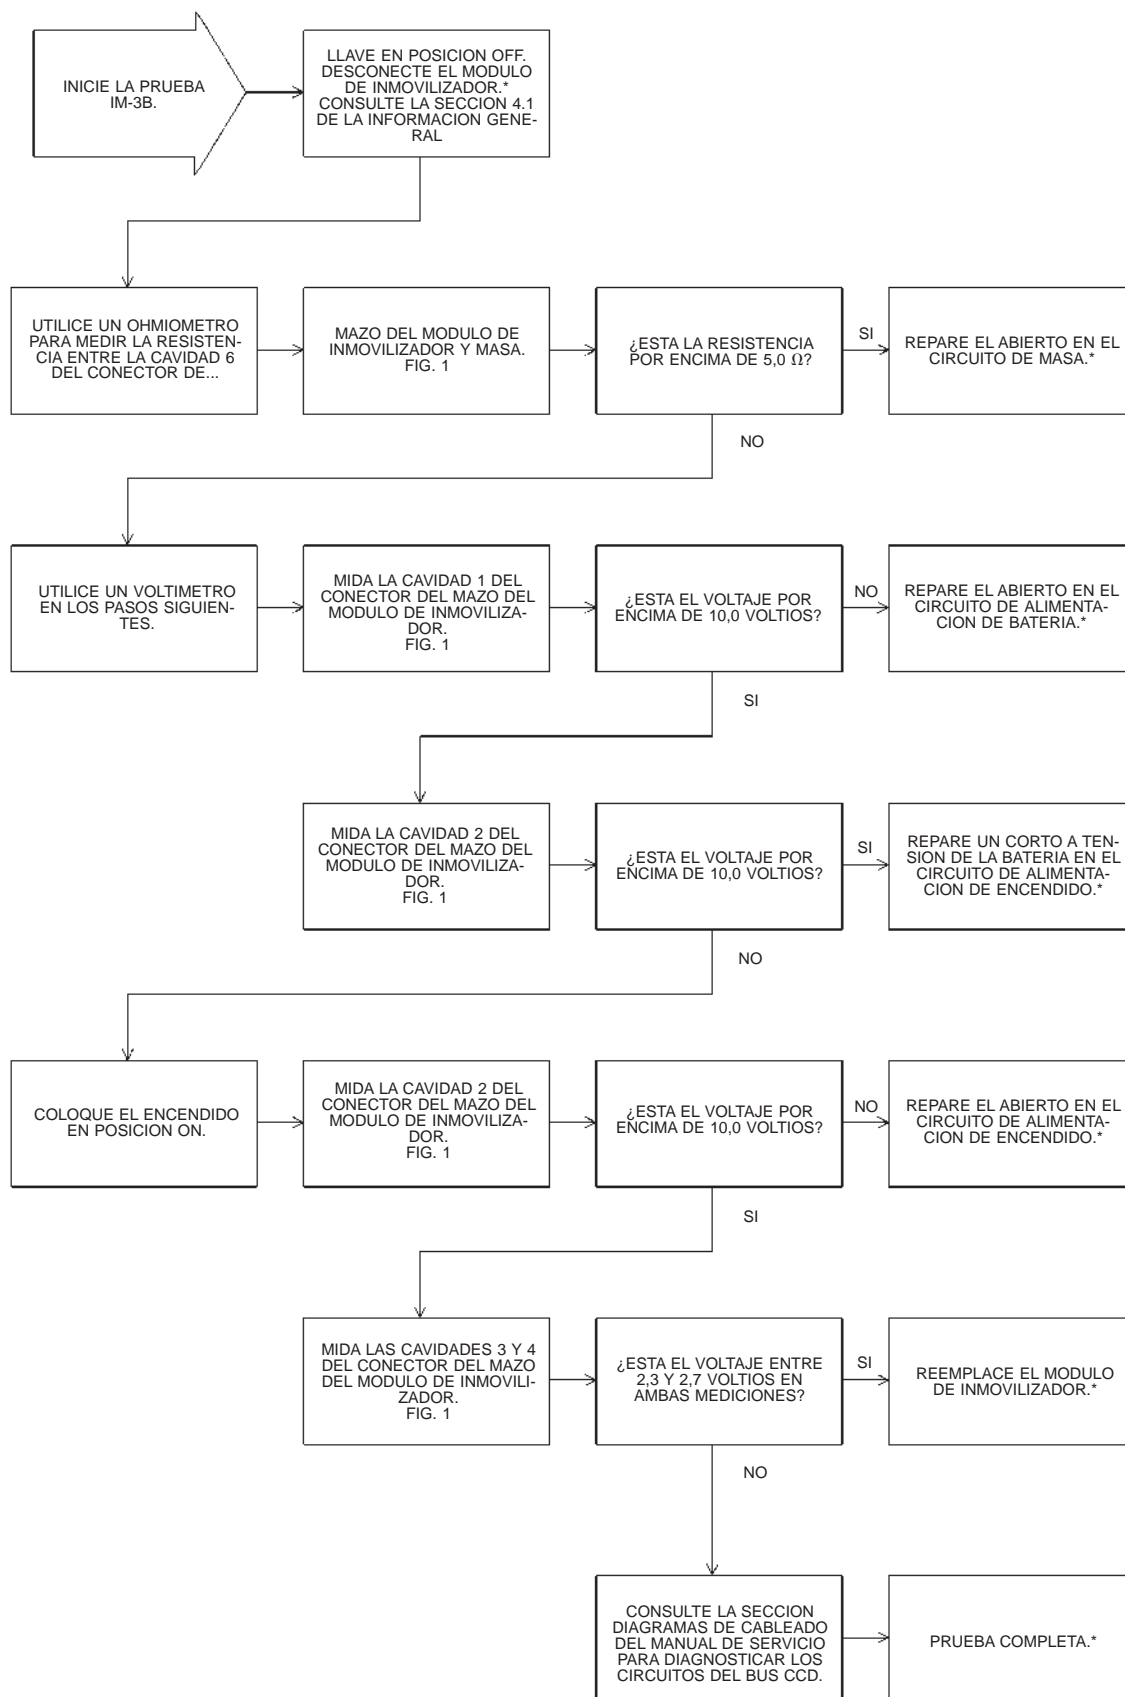 INICIE LA PRUEBA
IM-3B.
LLAVE EN POSICION OFF.
DESCONECTE EL MODULO
DE INMOVILIZADOR.*
CONSULTE LA SECCION 4.1
DE LA INFORMACION GENE-
RAL
UTILICE UN OHMIOMETRO
PARA MEDIR LA RESISTEN-
CIA ENTRE LA CAVIDAD 6
DEL CONECTOR DE...
MAZO DEL MODULO DE
INMOVILIZADOR Y MASA.
FIG. 1
¿ESTA LA RESISTENCIA
POR ENCIMA DE 5,0 Ω?
SI
REPARE EL ABIERTO EN EL
CIRCUITO DE MASA.*
NO
UTILICE UN VOLTIMETRO
EN LOS PASOS SIGUIEN-
TES.
MIDA LA CAVIDAD 1 DEL
CONECTOR DEL MAZO DEL
MODULO DE INMOVILIZA-
DOR.
FIG. 1
¿ESTA EL VOLTAJE POR
ENCIMA DE 10,0 VOLTIOS?
NO
REPARE EL ABIERTO EN EL
CIRCUITO DE ALIMENTA-
CION DE BATERIA.*
SI
MIDA LA CAVIDAD 2 DEL
CONECTOR DEL MAZO DEL
MODULO DE INMOVILIZA-
DOR.
FIG. 1
¿ESTA EL VOLTAJE POR
ENCIMA DE 10,0 VOLTIOS?
SI
REPARE UN CORTO A TEN-
SION DE LA BATERIA EN EL
CIRCUITO DE ALIMENTA-
CION DE ENCENDIDO.*
NO
COLOQUE EL ENCENDIDO
EN POSICION ON.
MIDA LA CAVIDAD 2 DEL
CONECTOR DEL MAZO DEL
MODULO DE INMOVILIZA-
DOR.
FIG. 1
¿ESTA EL VOLTAJE POR
ENCIMA DE 10,0 VOLTIOS?
NO
REPARE EL ABIERTO EN EL
CIRCUITO DE ALIMENTA-
CION DE ENCENDIDO.*
SI
MIDA LAS CAVIDADES 3 Y 4
DEL CONECTOR DEL MAZO
DEL MODULO DE INMOVILI-
ZADOR.
FIG. 1
¿ESTA EL VOLTAJE ENTRE
2,3 Y 2,7 VOLTIOS EN
AMBAS MEDICIONES?
SI
REEMPLACE EL MODULO
DE INMOVILIZADOR.*
NO
CONSULTE LA SECCION
DIAGRAMAS DE CABLEADO
DEL MANUAL DE SERVICIO
PARA DIAGNOSTICAR LOS
CIRCUITOS DEL BUS CCD.
PRUEBA COMPLETA.*